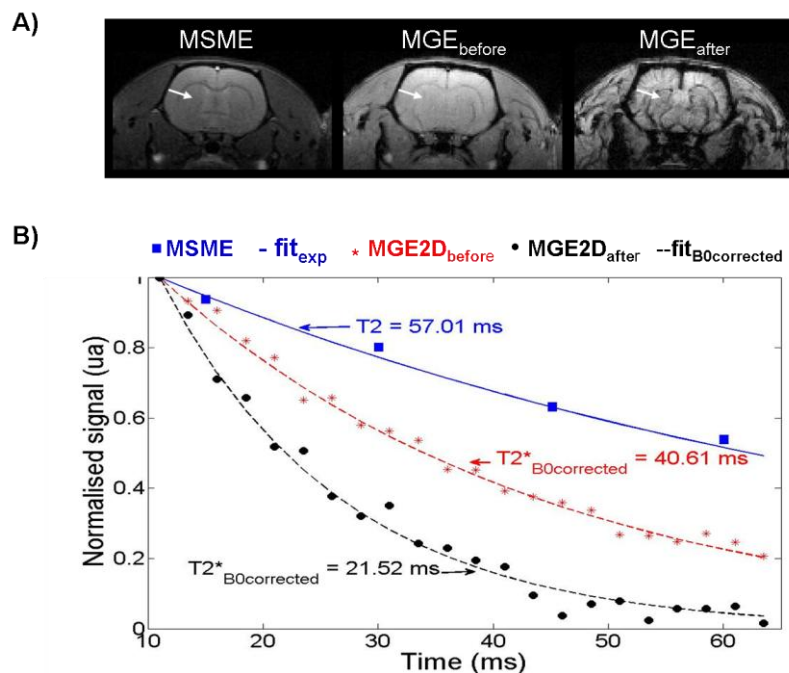 A)
MSME MGEbefore MGEafter
B)
MSME - fitexp * MGE2Dbefore MGE2Dafter --fitB0corrected
Normalised signal (ua)
1
0.8
0.6
0.4
0.2
0
T2 = 57.01 ms
T2*B0corrected = 40.61 ms
T2*B0corrected = 21.52 ms
10 20 30 40 50 60
Time (ms)